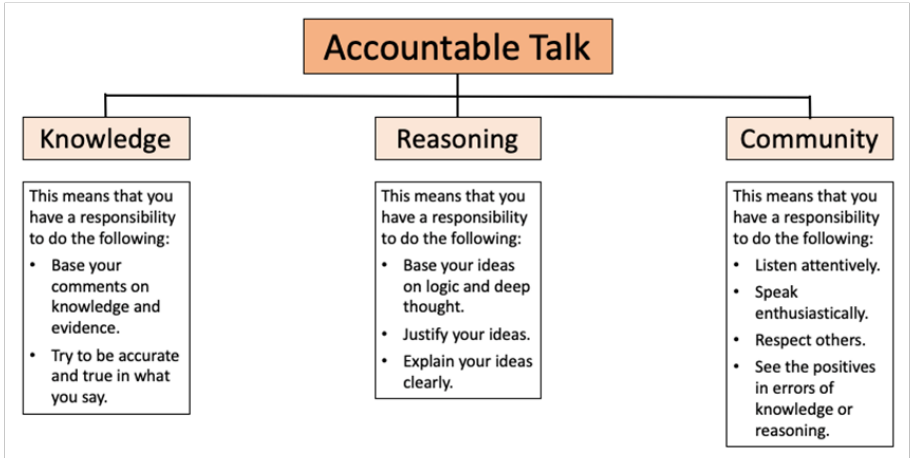 Accountable Talk
Knowledge
This means that you
have a responsibility
to do the following:
• Base your
comments on
knowledge and
evidence.
• Try to be accurate
and true in what
you say.
Reasoning
This means that you
have a responsibility
to do the following:
• Base your ideas
on logic and deep
thought.
• Justify your ideas.
• Explain your ideas
clearly.
Community
This means that you
have a responsibility
to do the following:
• Listen attentively.
• Speak
enthusiastically.
• Respect others.
• See the positives
in errors of
knowledge or
reasoning.